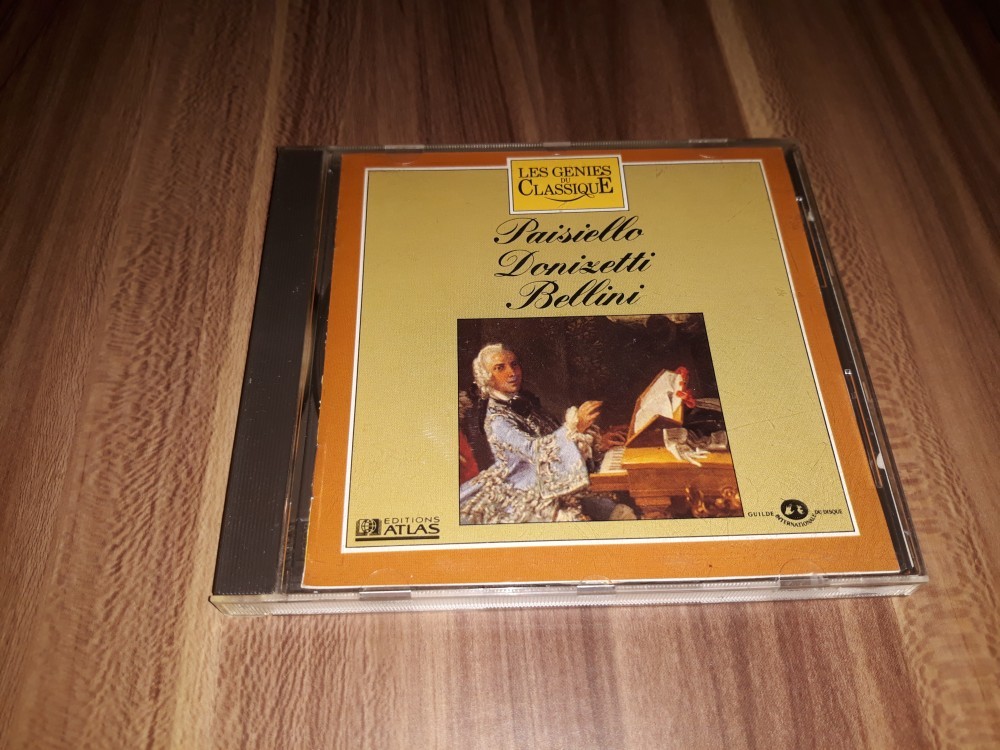 LES GENIES
DU
CLASSIQUE
Paisiello
Donizetti
Bellini
EDITIONS
ATLAS
GUILDE INTERNATIONALE DU DISQUE